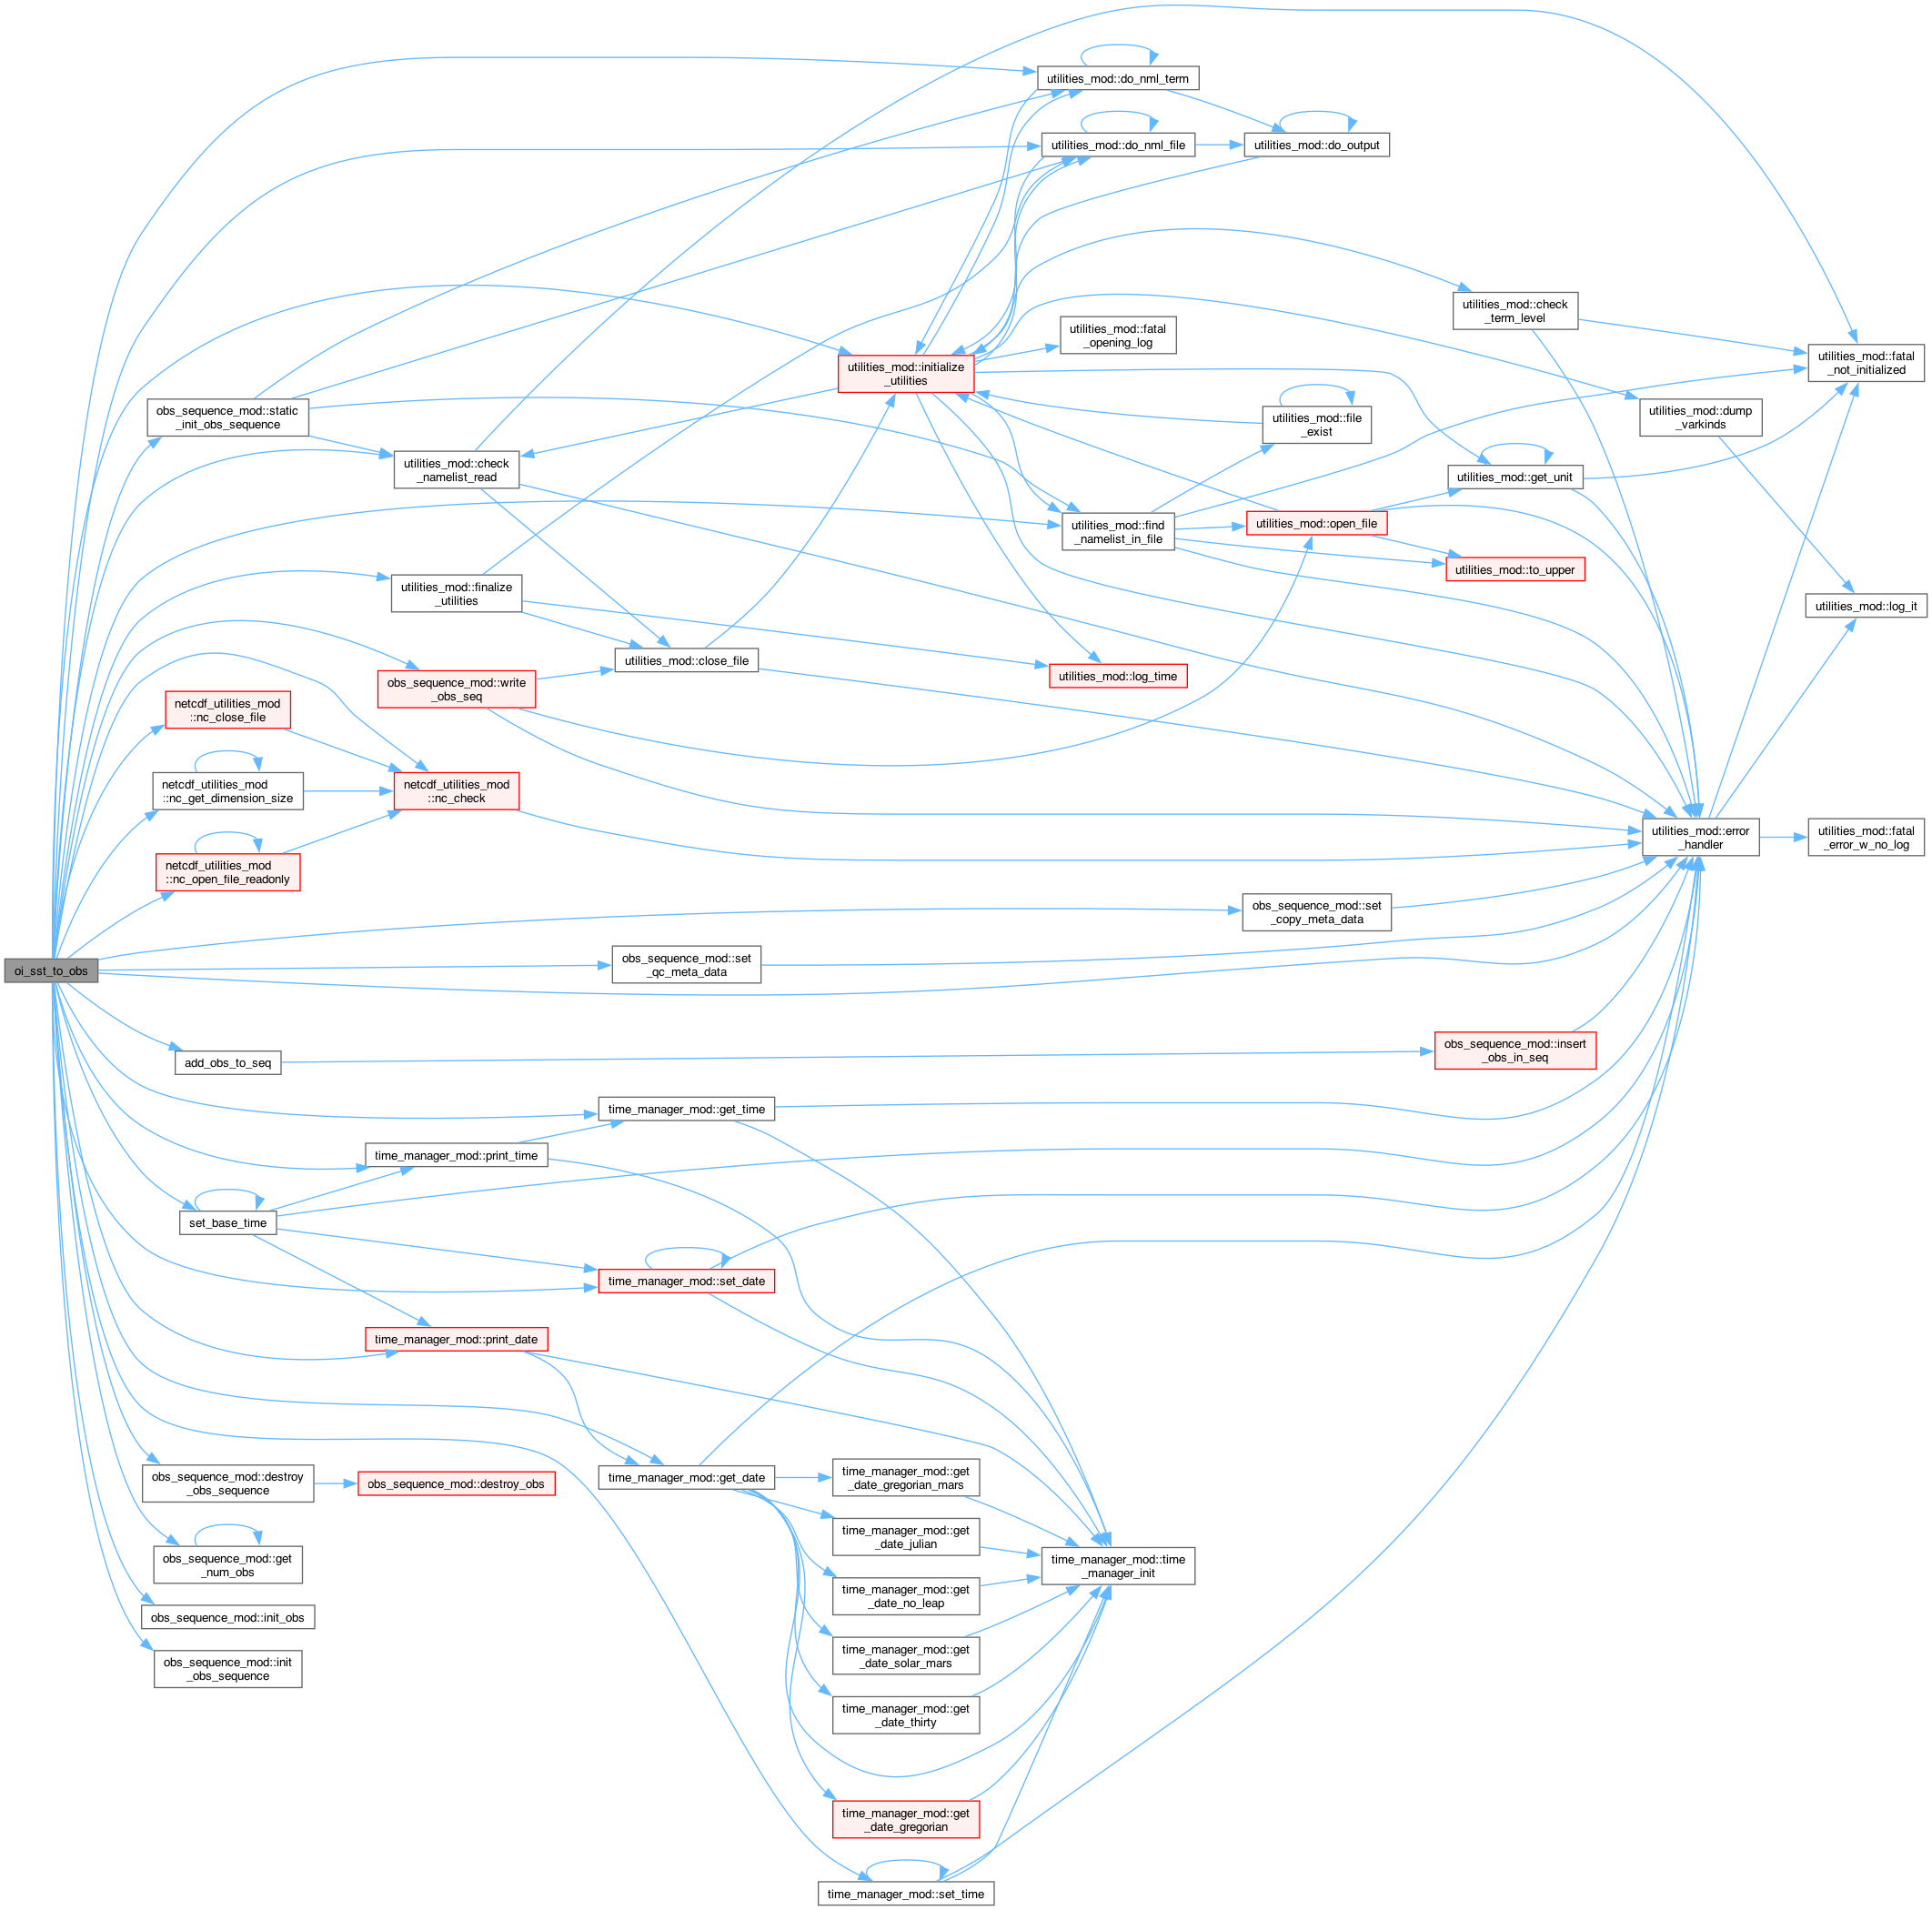 utilities_mod::do_nml_term
utilities_mod::do_nml_file
utilities_mod::do_output
utilities_mod::check
_term_level
utilities_mod::fatal
_opening_log
utilities_mod::fatal
_not_initialized
utilities_mod::initialize
_utilities
obs_sequence_mod::static
_init_obs_sequence
utilities_mod::file
_exist
utilities_mod::dump
_varkinds
utilities_mod::check
_namelist_read
utilities_mod::get_unit
utilities_mod::find
_namelist_in_file
utilities_mod::open_file
utilities_mod::to_upper
utilities_mod::finalize
_utilities
utilities_mod::log_it
utilities_mod::close_file
utilities_mod::log_time
obs_sequence_mod::write
_obs_seq
netcdf_utilities_mod
::nc_close_file
netcdf_utilities_mod
::nc_get_dimension_size
netcdf_utilities_mod
::nc_check
utilities_mod::error
_handler
utilities_mod::fatal
_error_w_no_log
netcdf_utilities_mod
::nc_open_file_readonly
obs_sequence_mod::set
_copy_meta_data
oi_sst_to_obs
obs_sequence_mod::set
_qc_meta_data
obs_sequence_mod::insert
_obs_in_seq
add_obs_to_seq
time_manager_mod::get_time
time_manager_mod::print_time
set_base_time
time_manager_mod::set_date
time_manager_mod::print_date
time_manager_mod::get_date
time_manager_mod::get
_date_gregorian_mars
obs_sequence_mod::destroy
_obs_sequence
obs_sequence_mod::destroy_obs
time_manager_mod::get
_date_julian
obs_sequence_mod::get
_num_obs
time_manager_mod::time
_manager_init
time_manager_mod::get
_date_no_leap
obs_sequence_mod::init_obs
time_manager_mod::get
_date_solar_mars
obs_sequence_mod::init
_obs_sequence
time_manager_mod::get
_date_thirty
time_manager_mod::get
_date_gregorian
time_manager_mod::set_time